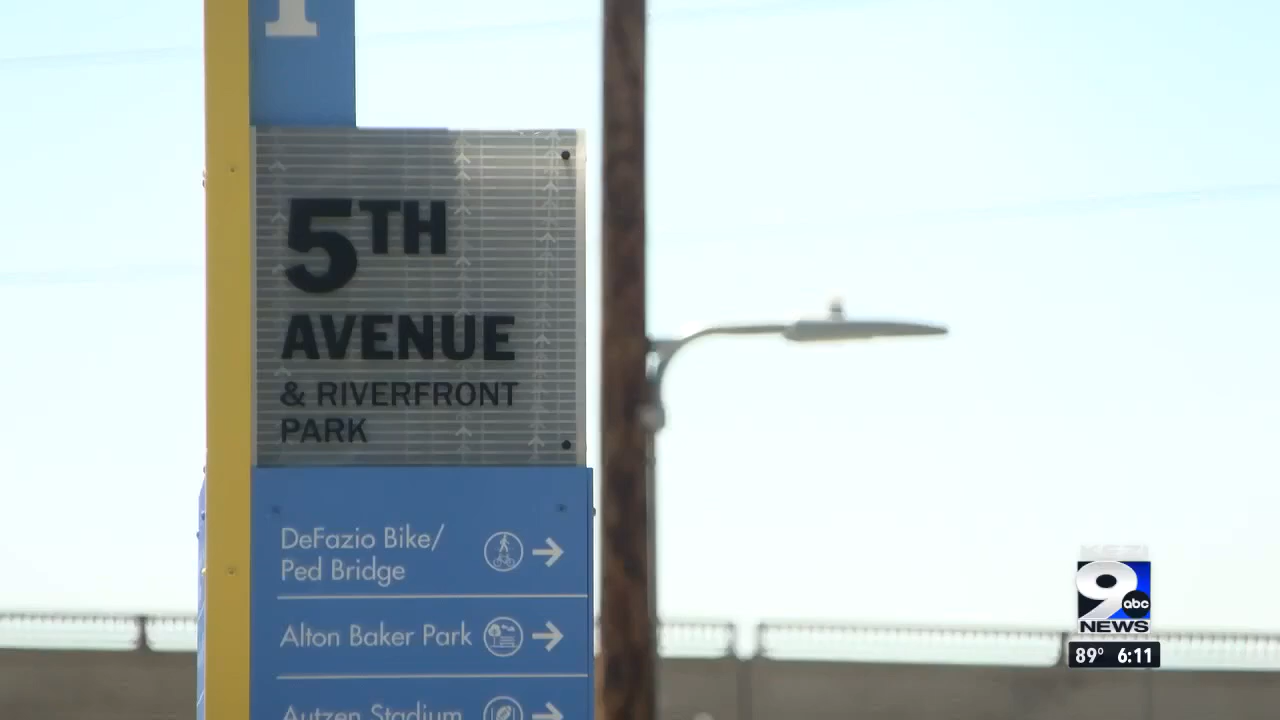 5TH
AVENUE
& RIVERFRONT
PARK
DeFazio Bike/
Ped Bridge
Alton Baker Park
Autzen Stadium
KEZI
9
abc
NEWS
89° 6:11